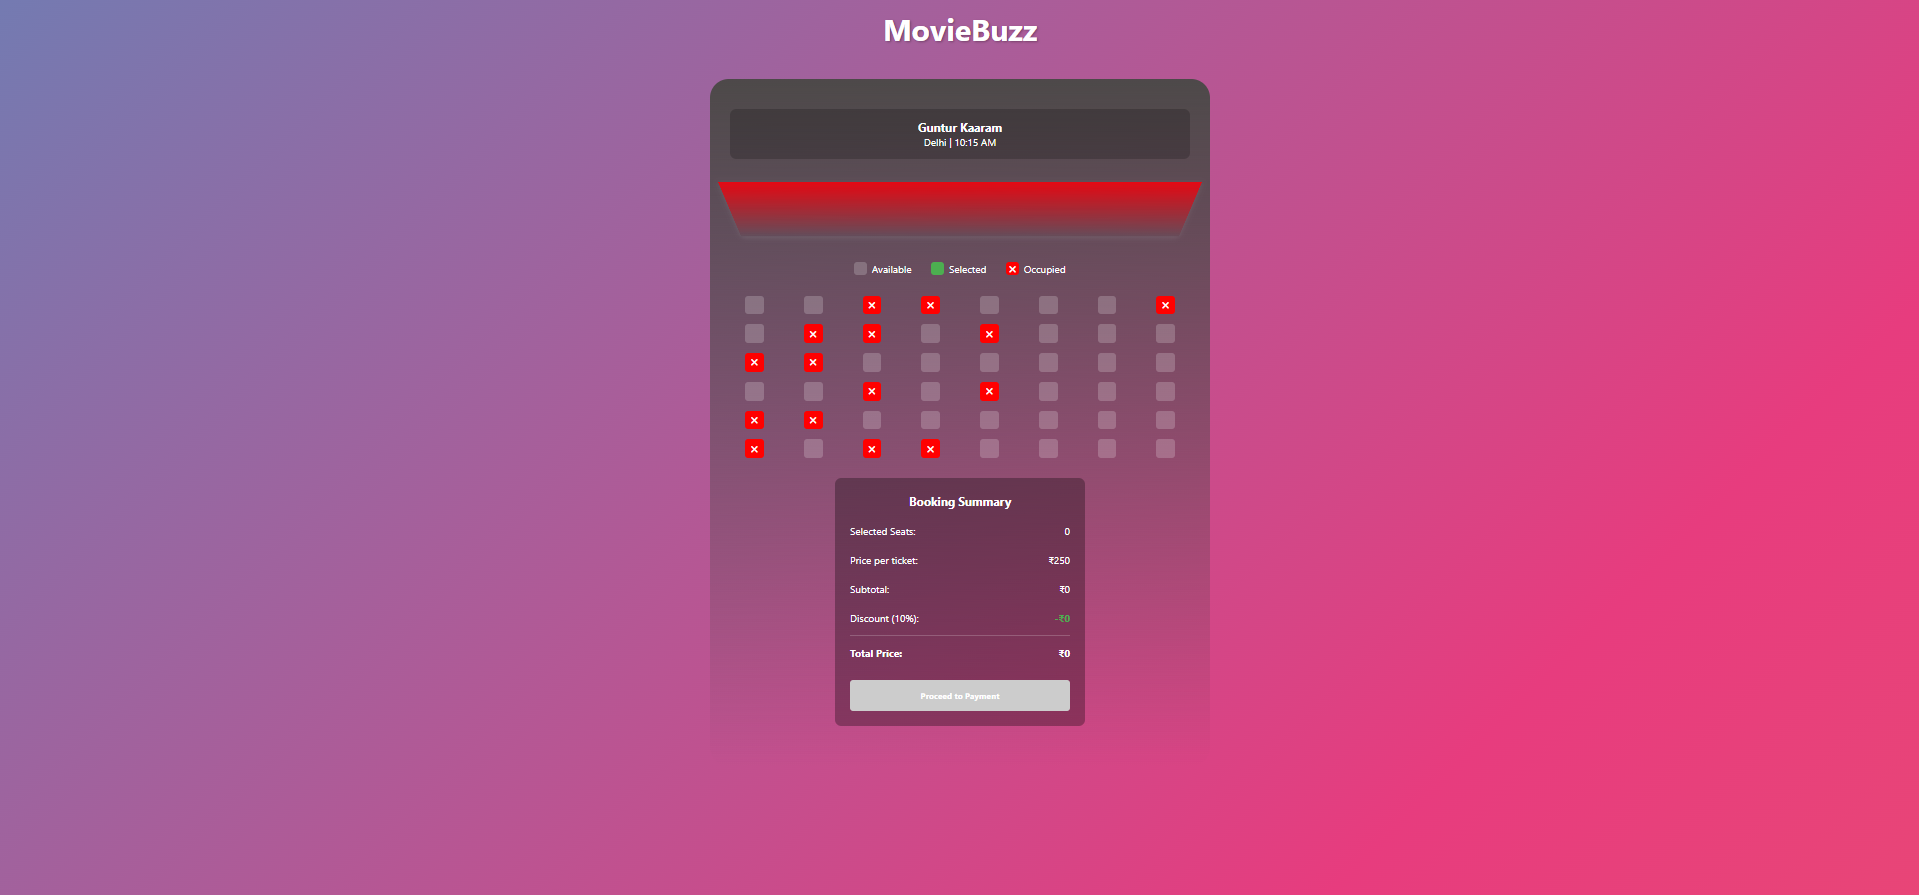 MovieBuzz
Guntur Kaaram
Delhi | 10:15 AM
Available Selected Occupied
Booking Summary
Selected Seats: 0
Price per ticket: ₹250
Subtotal: ₹0
Discount (10%): -₹0
Total Price: ₹0
Proceed to Payment